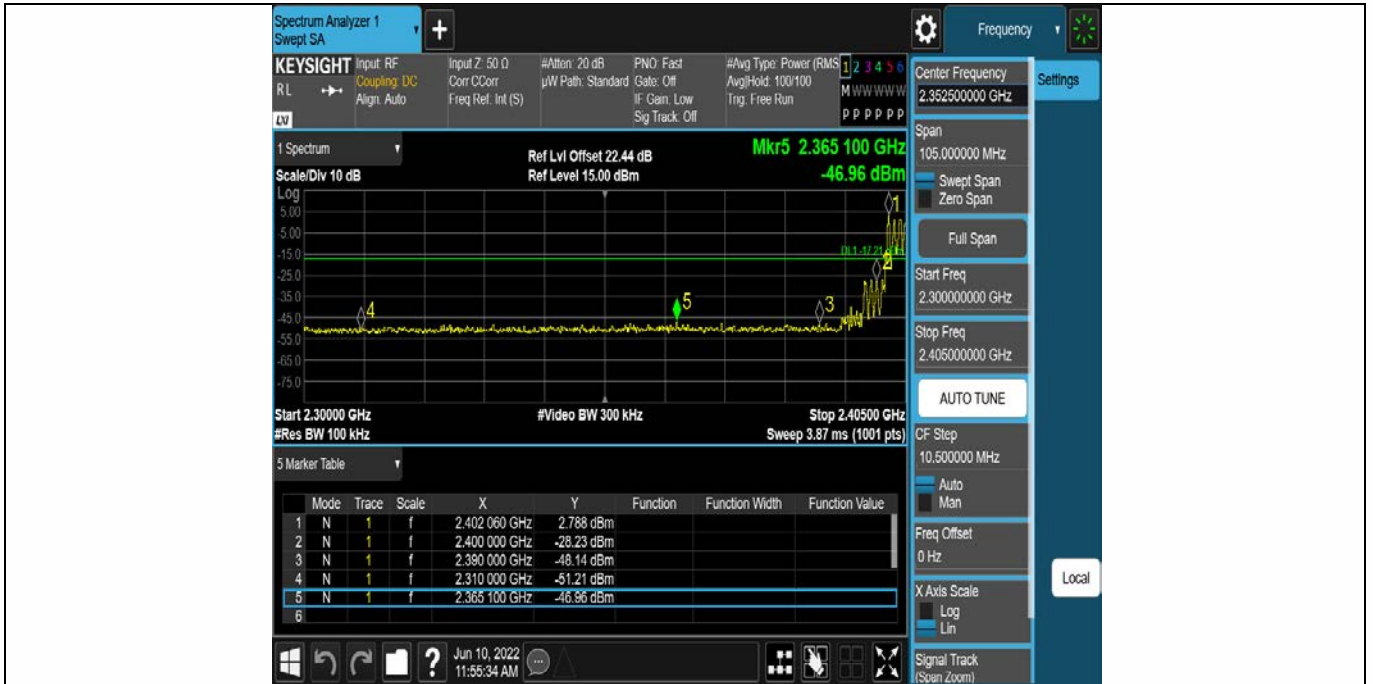 Spectrum Analyzer 1
Swept SA
+
Frequency
KEYSIGHT
RL
LXI
Input: RF
Coupling: DC
Align: Auto
Input Z: 50 Ω
Corr CCorr
Freq Ref: Int (S)
#Atten: 20 dB
µW Path: Standard
PNO: Fast
Gate: Off
IF Gain: Low
Sig Track: Off
#Avg Type: Power (RMS
Avg|Hold: 100/100
Trig: Free Run
1 2 3 4 5 6
M W W W W W
P P P P P P
1 Spectrum
Scale/Div 10 dB
Ref Lvl Offset 22.44 dB
Ref Level 15.00 dBm
Mkr5 2.365 100 GHz
-46.96 dBm
Log
5.00
-5.00
-15.0
-25.0
-35.0
-45.0
-55.0
-65.0
-75.0
DL1 -17.21 dBm
1
2
3
4
5
Start 2.30000 GHz
#Video BW 300 kHz
Stop 2.40500 GHz
#Res BW 100 kHz
Sweep 3.87 ms (1001 pts)
5 Marker Table
Mode Trace Scale X Y Function Function Width Function Value
1 N 1 f 2.402 060 GHz 2.788 dBm
2 N 1 f 2.400 000 GHz -28.23 dBm
3 N 1 f 2.390 000 GHz -48.14 dBm
4 N 1 f 2.310 000 GHz -51.21 dBm
5 N 1 f 2.365 100 GHz -46.96 dBm
6
?
Jun 10, 2022
11:55:34 AM
Center Frequency
2.352500000 GHz
Span
105.000000 MHz
Swept Span
Zero Span
Full Span
Start Freq
2.300000000 GHz
Stop Freq
2.405000000 GHz
AUTO TUNE
CF Step
10.500000 MHz
Auto
Man
Freq Offset
0 Hz
X Axis Scale
Log
Lin
Signal Track
(Span Zoom)
Settings
Local